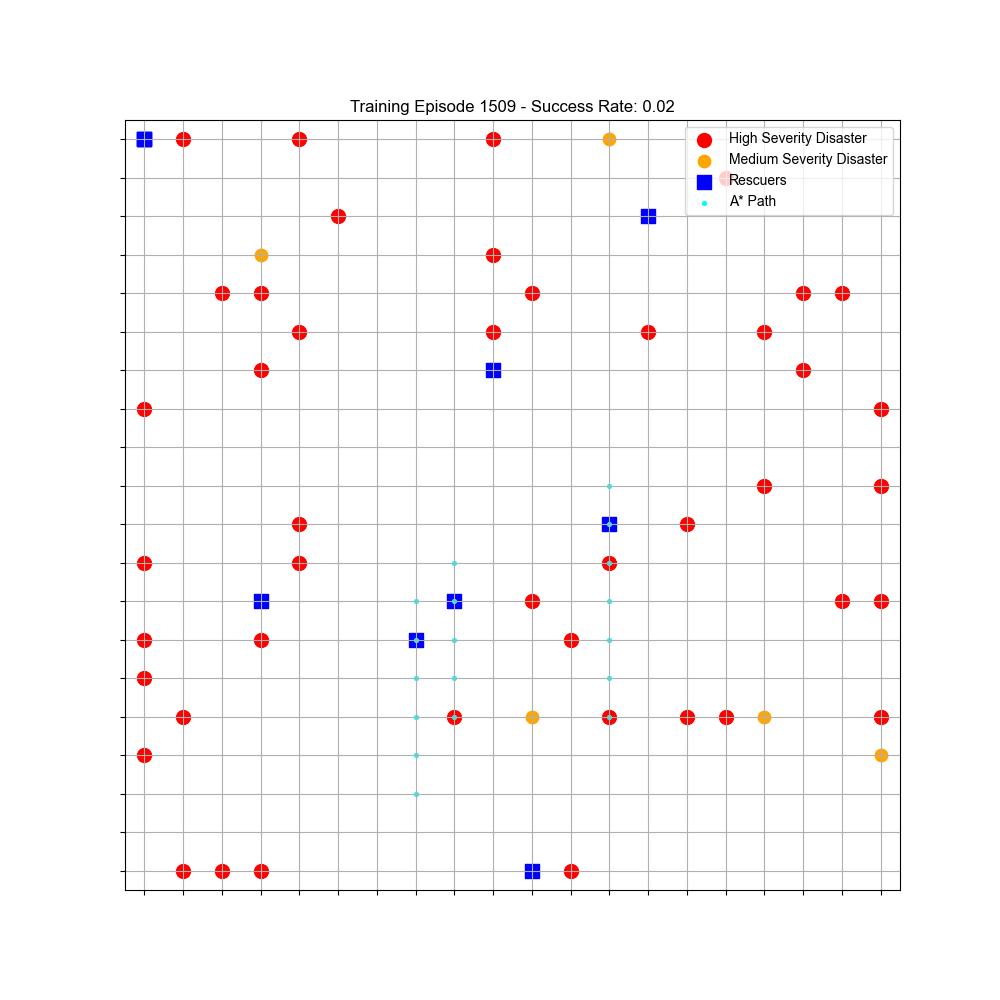 Training Episode 1509 - Success Rate: 0.02
High Severity Disaster
Medium Severity Disaster
Rescuers
A* Path